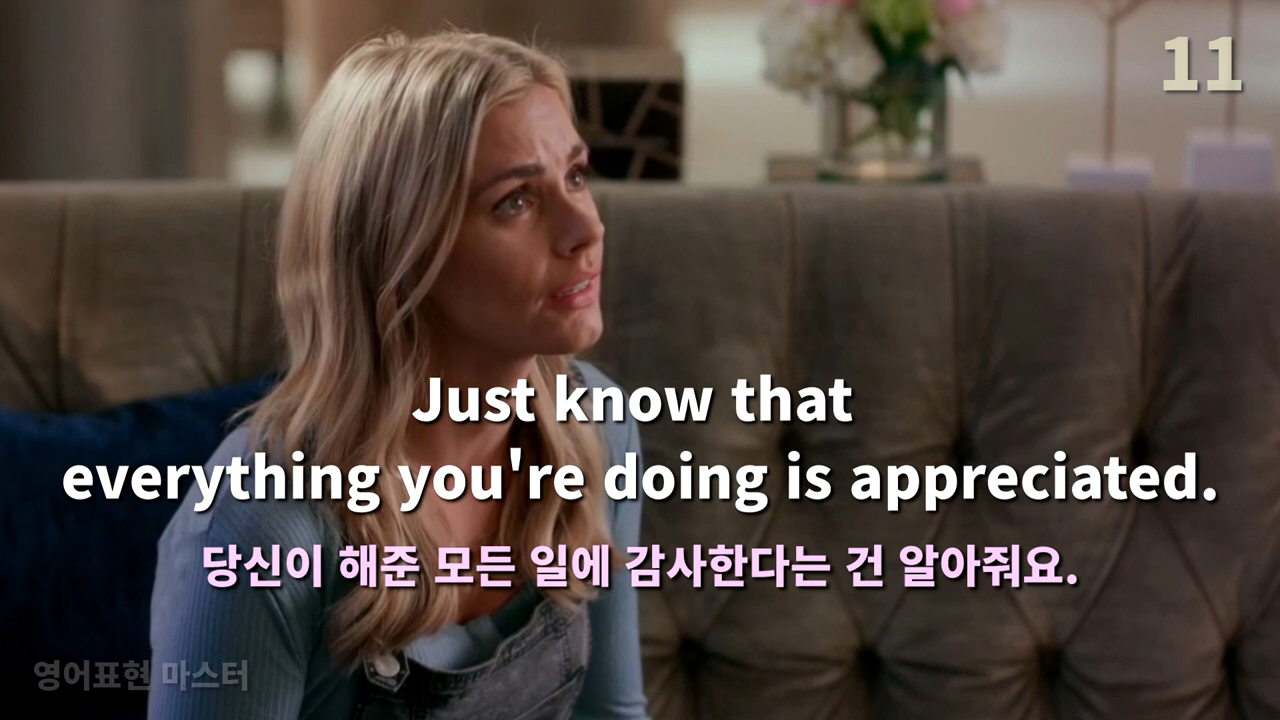 11
Just know that
everything you're doing is appreciated.
당신이 해준 모든 일에 감사한다는 건 알아줘요.
영어표현 마스터